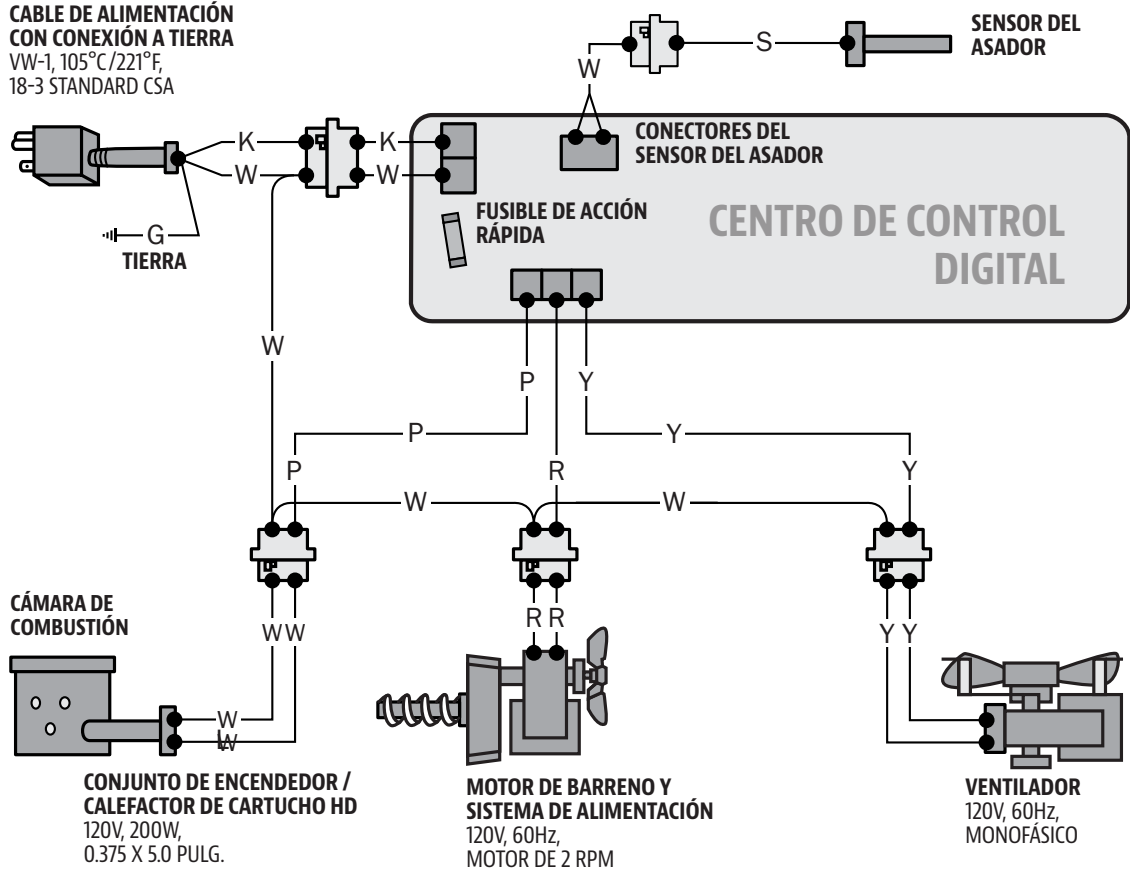 CABLE DE ALIMENTACIÓN
CON CONEXIÓN A TIERRA
VW-1, 105°C/221°F,
18-3 STANDARD CSA
SENSOR DEL
ASADOR
S
W
K
K
W
W
CONECTORES DEL
SENSOR DEL ASADOR
FUSIBLE DE ACCIÓN
RÁPIDA
CENTRO DE CONTROL
DIGITAL
G
TIERRA
W
P
Y
P
Y
P
R
Y
W
W
CÁMARA DE
COMBUSTIÓN
W W
R R
Y Y
W
W
CONJUNTO DE ENCENDEDOR /
CALEFACTOR DE CARTUCHO HD
120V, 200W,
0.375 X 5.0 PULG.
MOTOR DE BARRENO Y
SISTEMA DE ALIMENTACIÓN
120V, 60Hz,
MOTOR DE 2 RPM
VENTILADOR
120V, 60Hz,
MONOFÁSICO